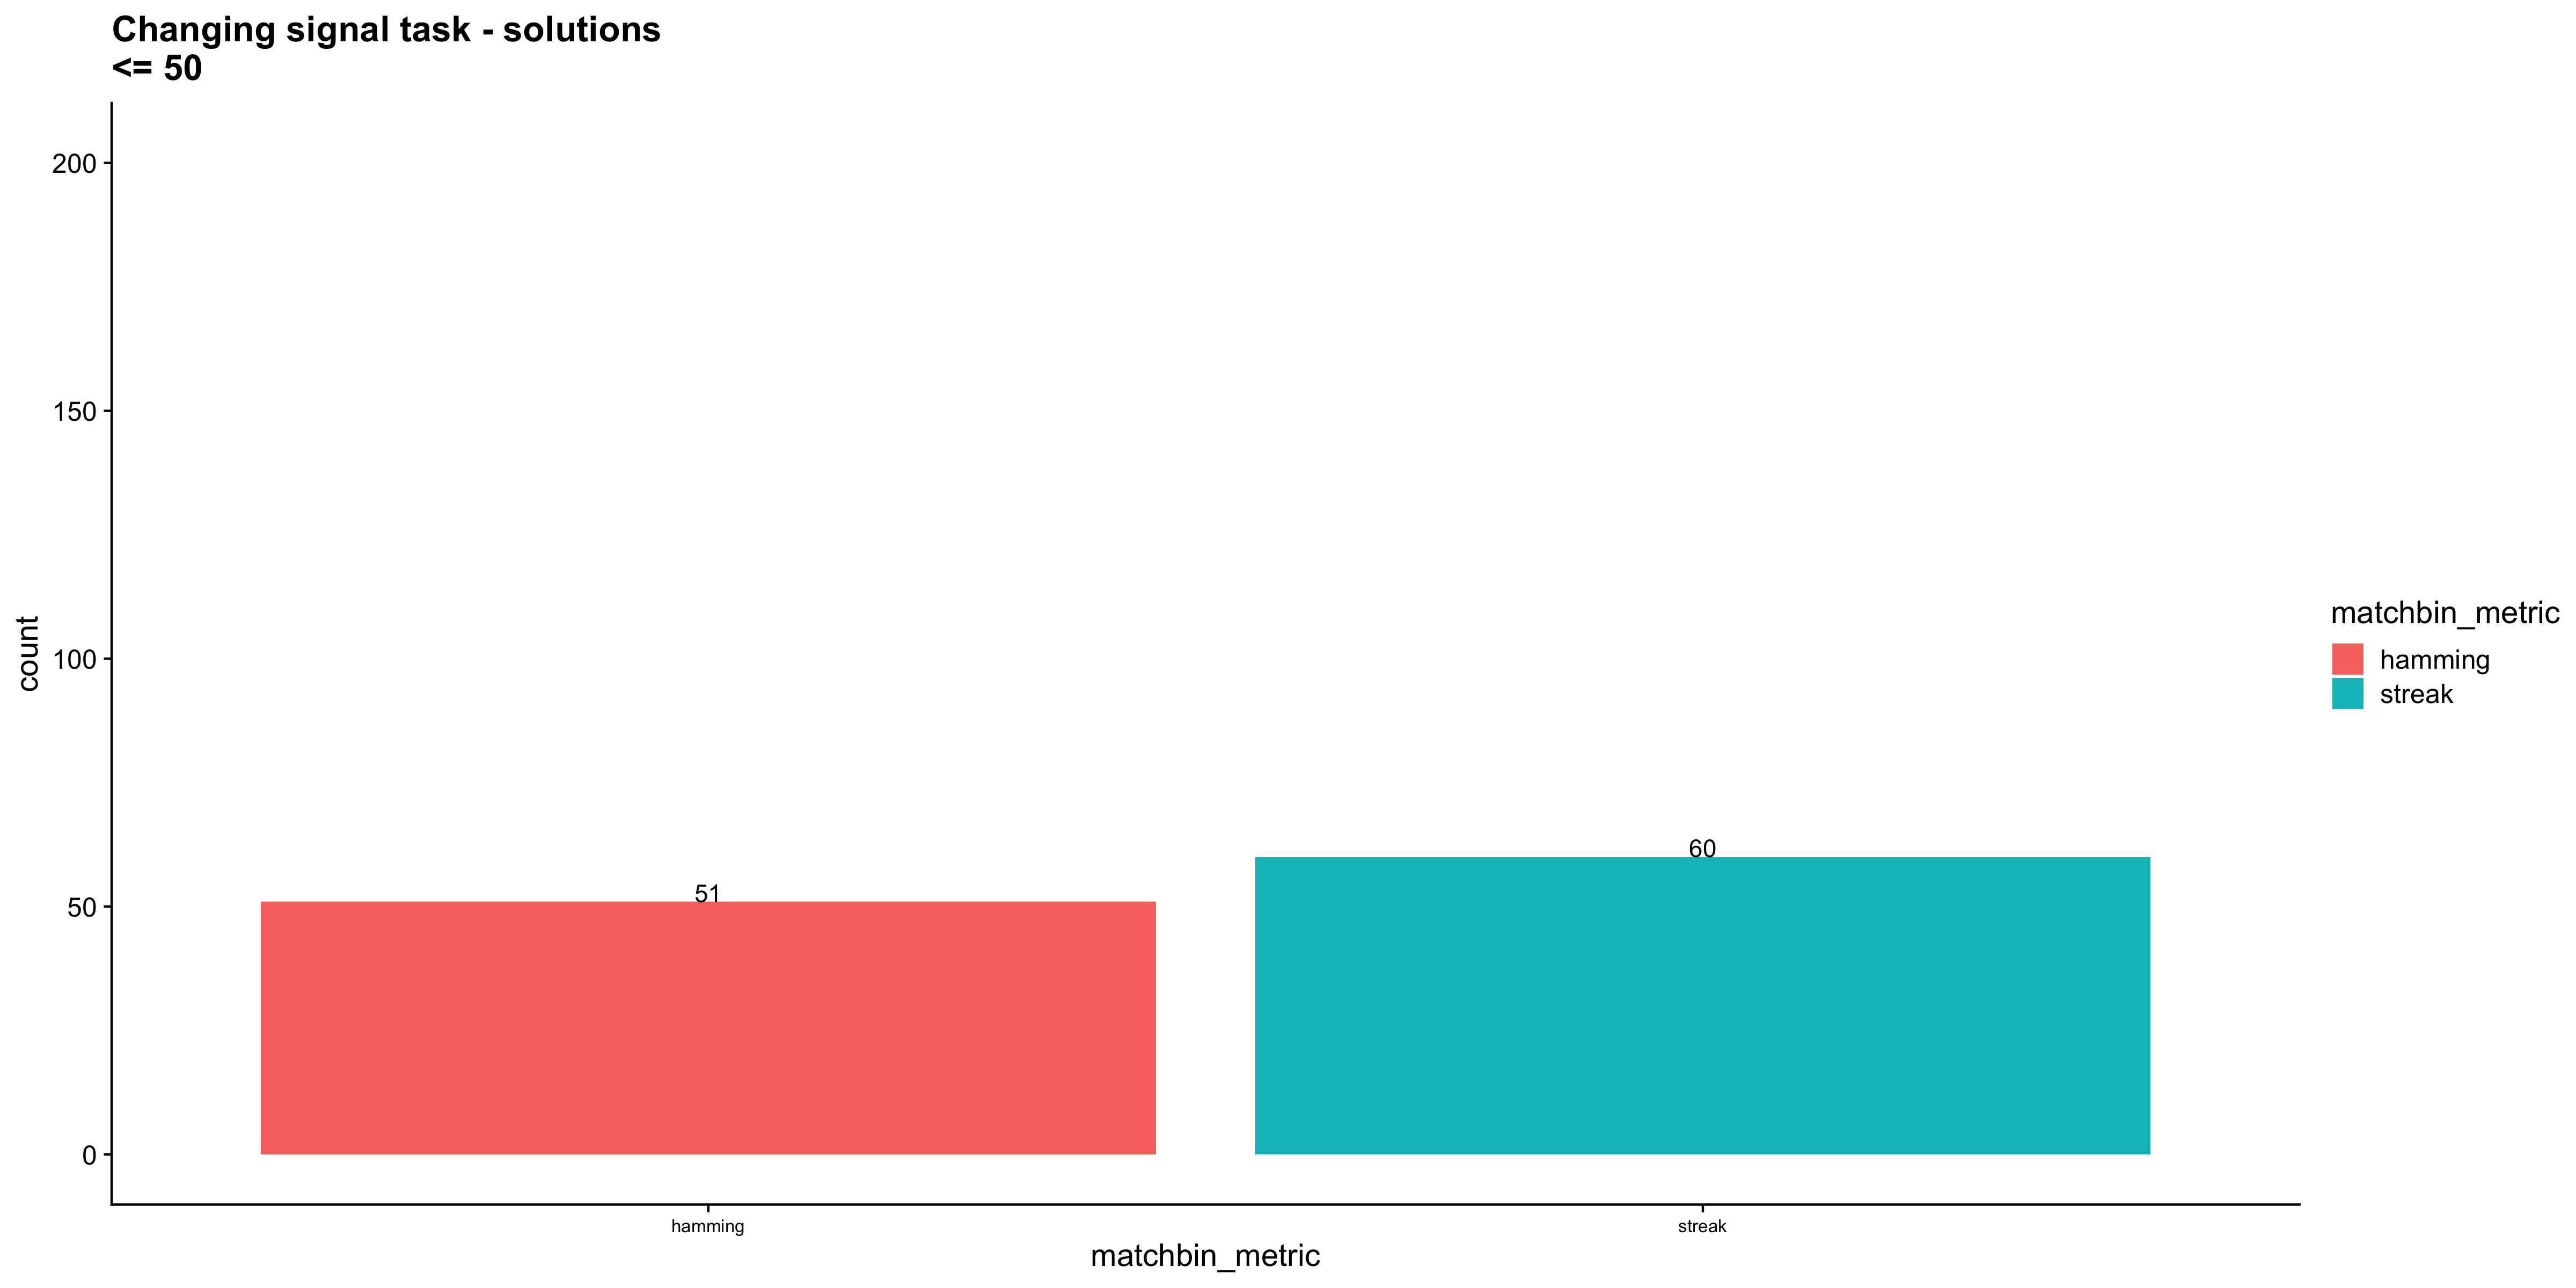 Changing signal task - solutions
<= 50
200
150
100
50
0
count
51
60
hamming
streak
matchbin_metric
matchbin_metric
hamming
streak